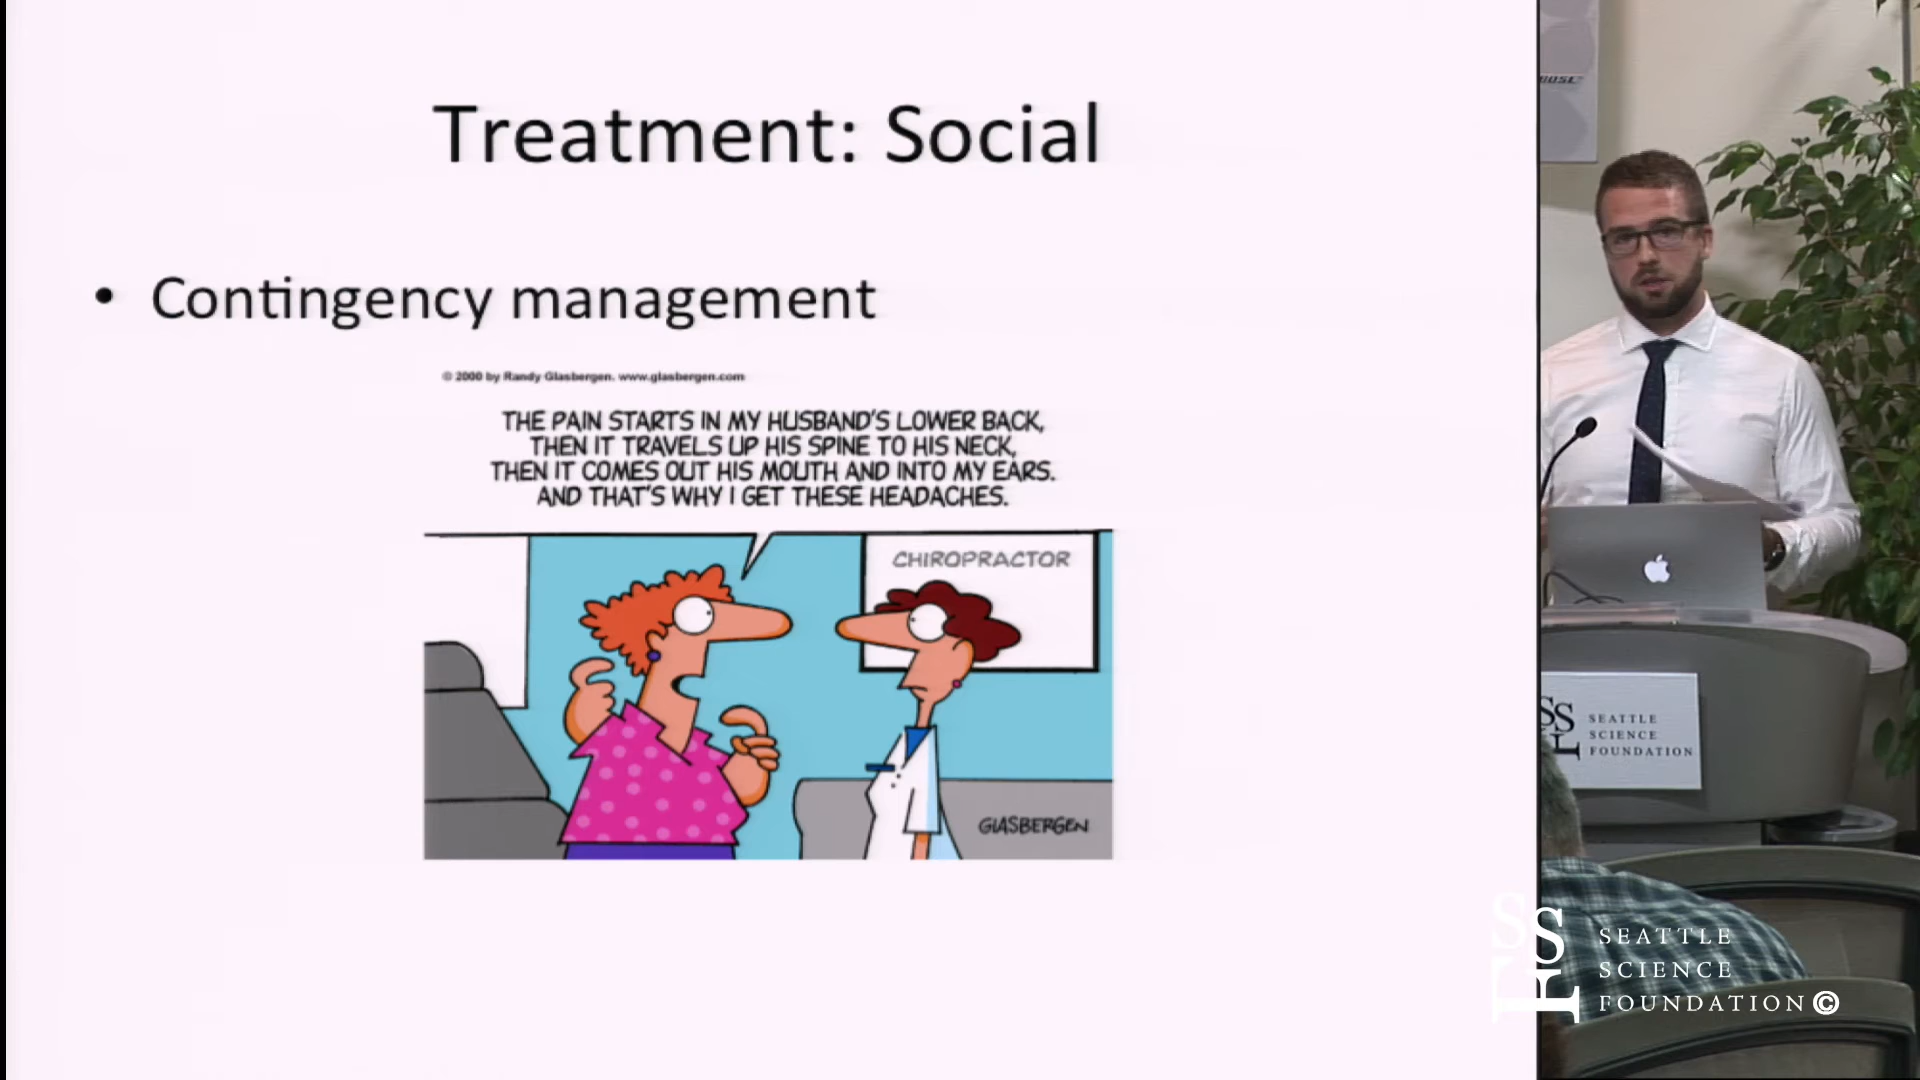 Treatment: Social
• Contingency management
© 2000 by Randy Glasbergen. www.glasbergen.com
THE PAIN STARTS IN MY HUSBAND'S LOWER BACK,
THEN IT TRAVELS UP HIS SPINE TO HIS NECK,
THEN IT COMES OUT HIS MOUTH AND INTO MY EARS.
AND THAT'S WHY I GET THESE HEADACHES.
CHIROPRACTOR
GLASBERGEN
SEATTLE
SCIENCE
FOUNDATION
SEATTLE
SCIENCE
FOUNDATION©